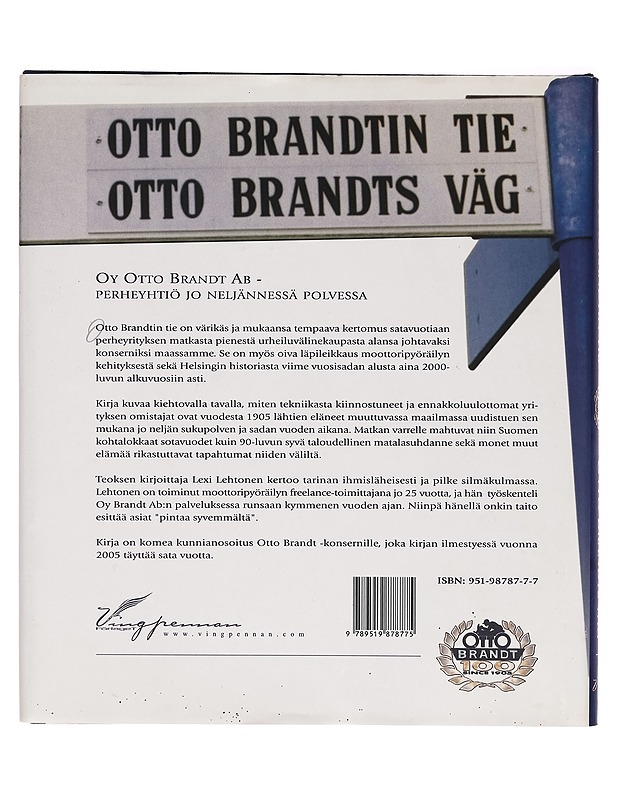 OTTO BRANDTIN TIE
OTTO BRANDTS VÄG
OY OTTO BRANDT AB -
PERHEYHTIÖ JO NELJÄNNESSÄ POLVESSA
Otto Brandtin tie on värikäs ja mukaansa tempaava kertomus satavuotiaan
perheyrityksen matkasta pienestä urheiluvälinekaupasta alansa johtavaksi
konserniksi maassamme. Se on myös oiva läpileikkaus moottoripyöräilyn
kehityksestä sekä Helsingin historiasta viime vuosisadan alusta aina 2000-
luvun alkuvuosiin asti.
Kirja kuvaa kiehtovalla tavalla, miten tekniikasta kiinnostuneet ja ennakkoluulottomat yri-
tyksen omistajat ovat vuodesta 1905 lähtien eläneet muuttuvassa maailmassa uudistuen sen
mukana jo neljän sukupolven ja sadan vuoden aikana. Matkan varrelle mahtuvat niin Suomen
kohtalokkaat sotavuodet kuin 90-luvun syvä taloudellinen matalasuhdanne sekä monet muut
elämää rikastuttavat tapahtumat niiden väliltä.
Teoksen kirjoittaja Lexi Lehtonen kertoo tarinan ihmisläheisesti ja pilke silmäkulmassa.
Lehtonen on toiminut moottoripyöräilyn freelance-toimittajana jo 25 vuotta, ja hän työskenteli
Oy Brandt Ab:n palveluksessa runsaan kymmenen vuoden ajan. Niinpä hänellä onkin taito
esittää asiat "pintaa syvemmältä".
Kirja on komea kunnianosoitus Otto Brandt -konsernille, joka kirjan ilmestyessä vuonna
2005 täyttää sata vuotta.
ISBN: 951-98787-7-7
Vingpennan
FÖRLAGET
www.vingpennan.com
9 789519 878775
OTTO
BRANDT
100
SINCE 1905